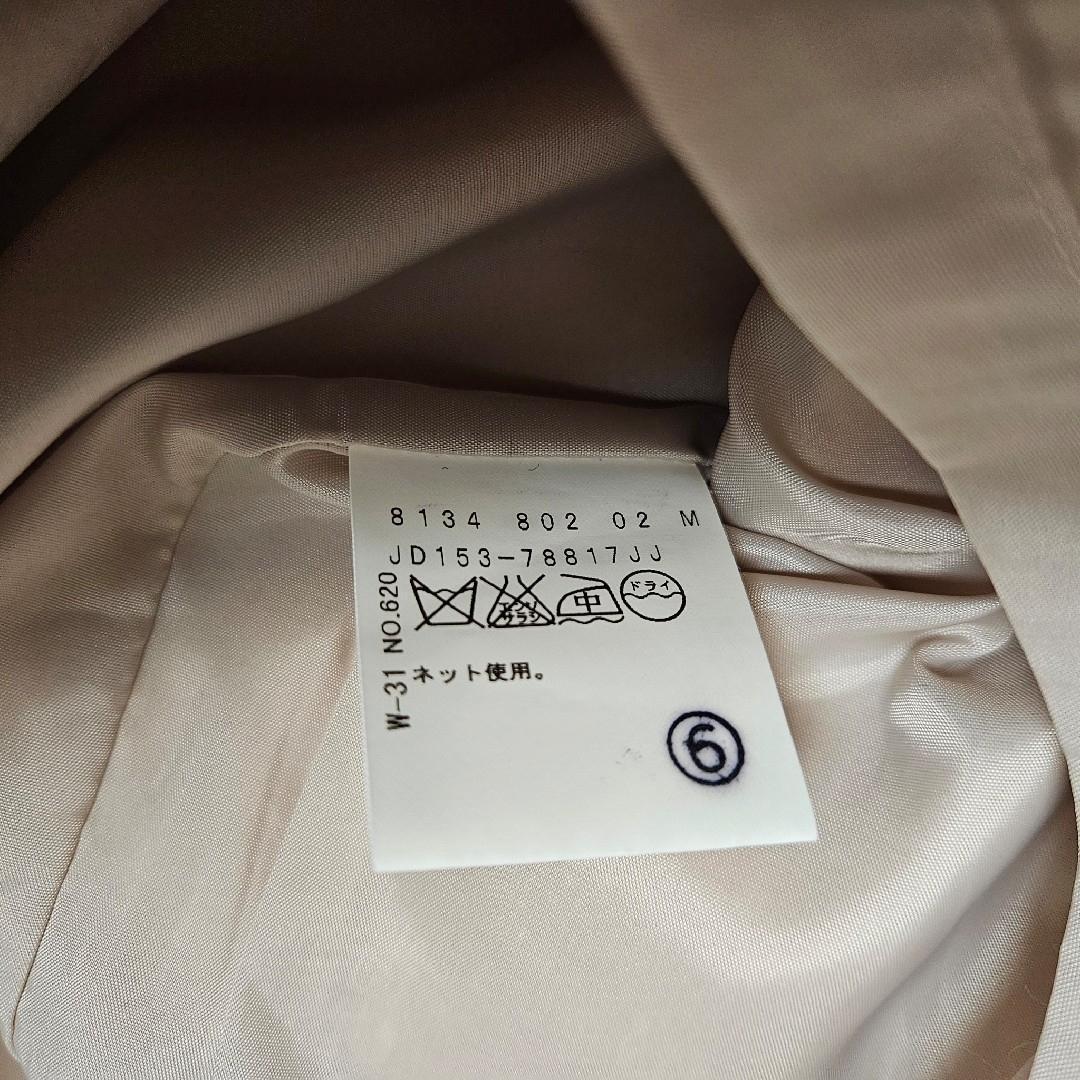 8134 802 02 M
JD153-78817JJ
エンソ
サラシ
中
ドライ
ネット使用。
W-31 NO.620
6